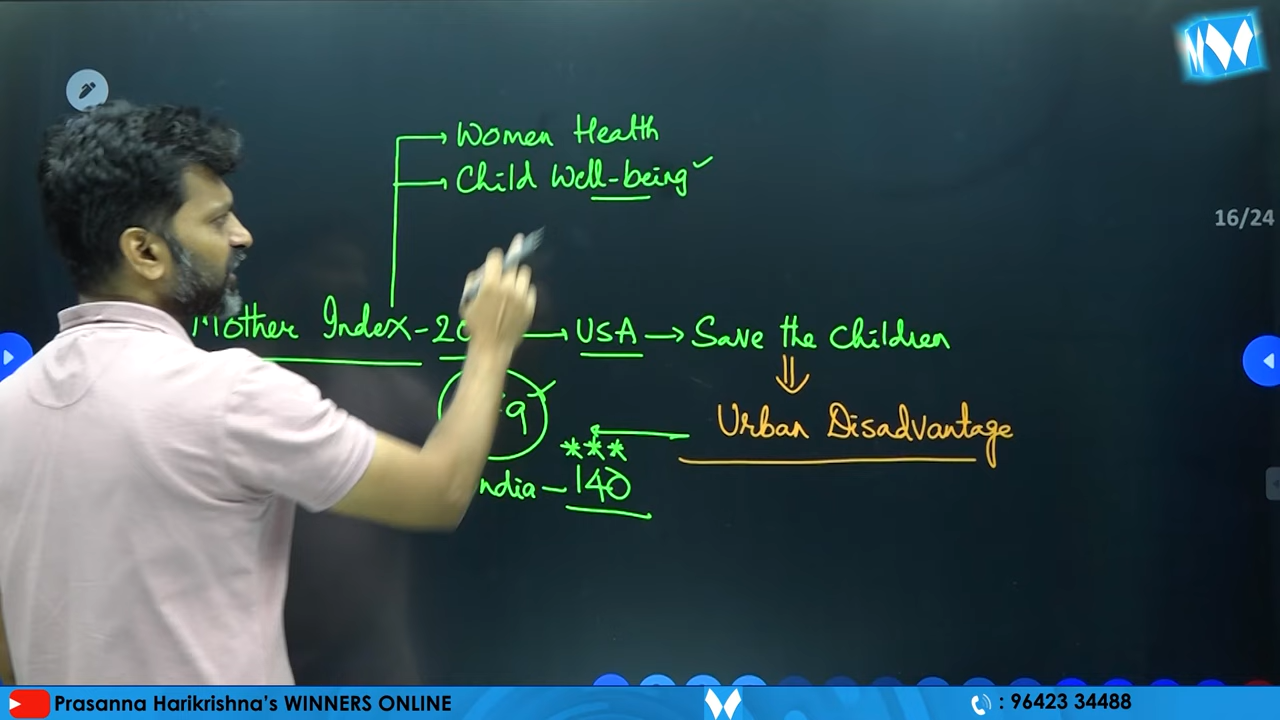 Women Health
Child Well-being
16/24
Mother Index - 20
USA → Save the children
Urban Disadvantage
***
140
Prasanna Harikrishna's WINNERS ONLINE
: 96423 34488